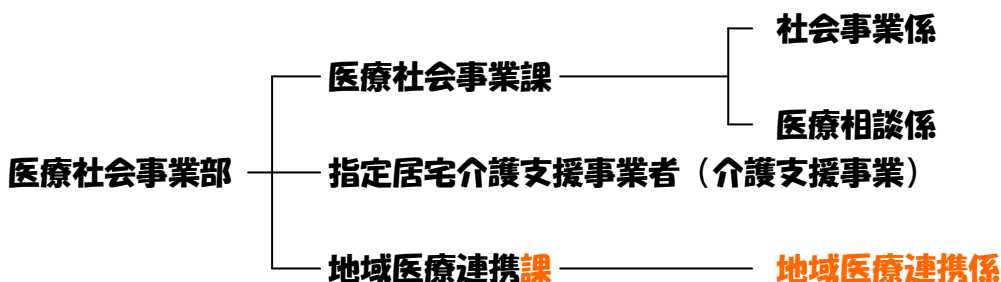 社会事業係
医療社会事業課
医療相談係
医療社会事業部
指定居宅介護支援事業者（介護支援事業）
地域医療連携課
地域医療連携係